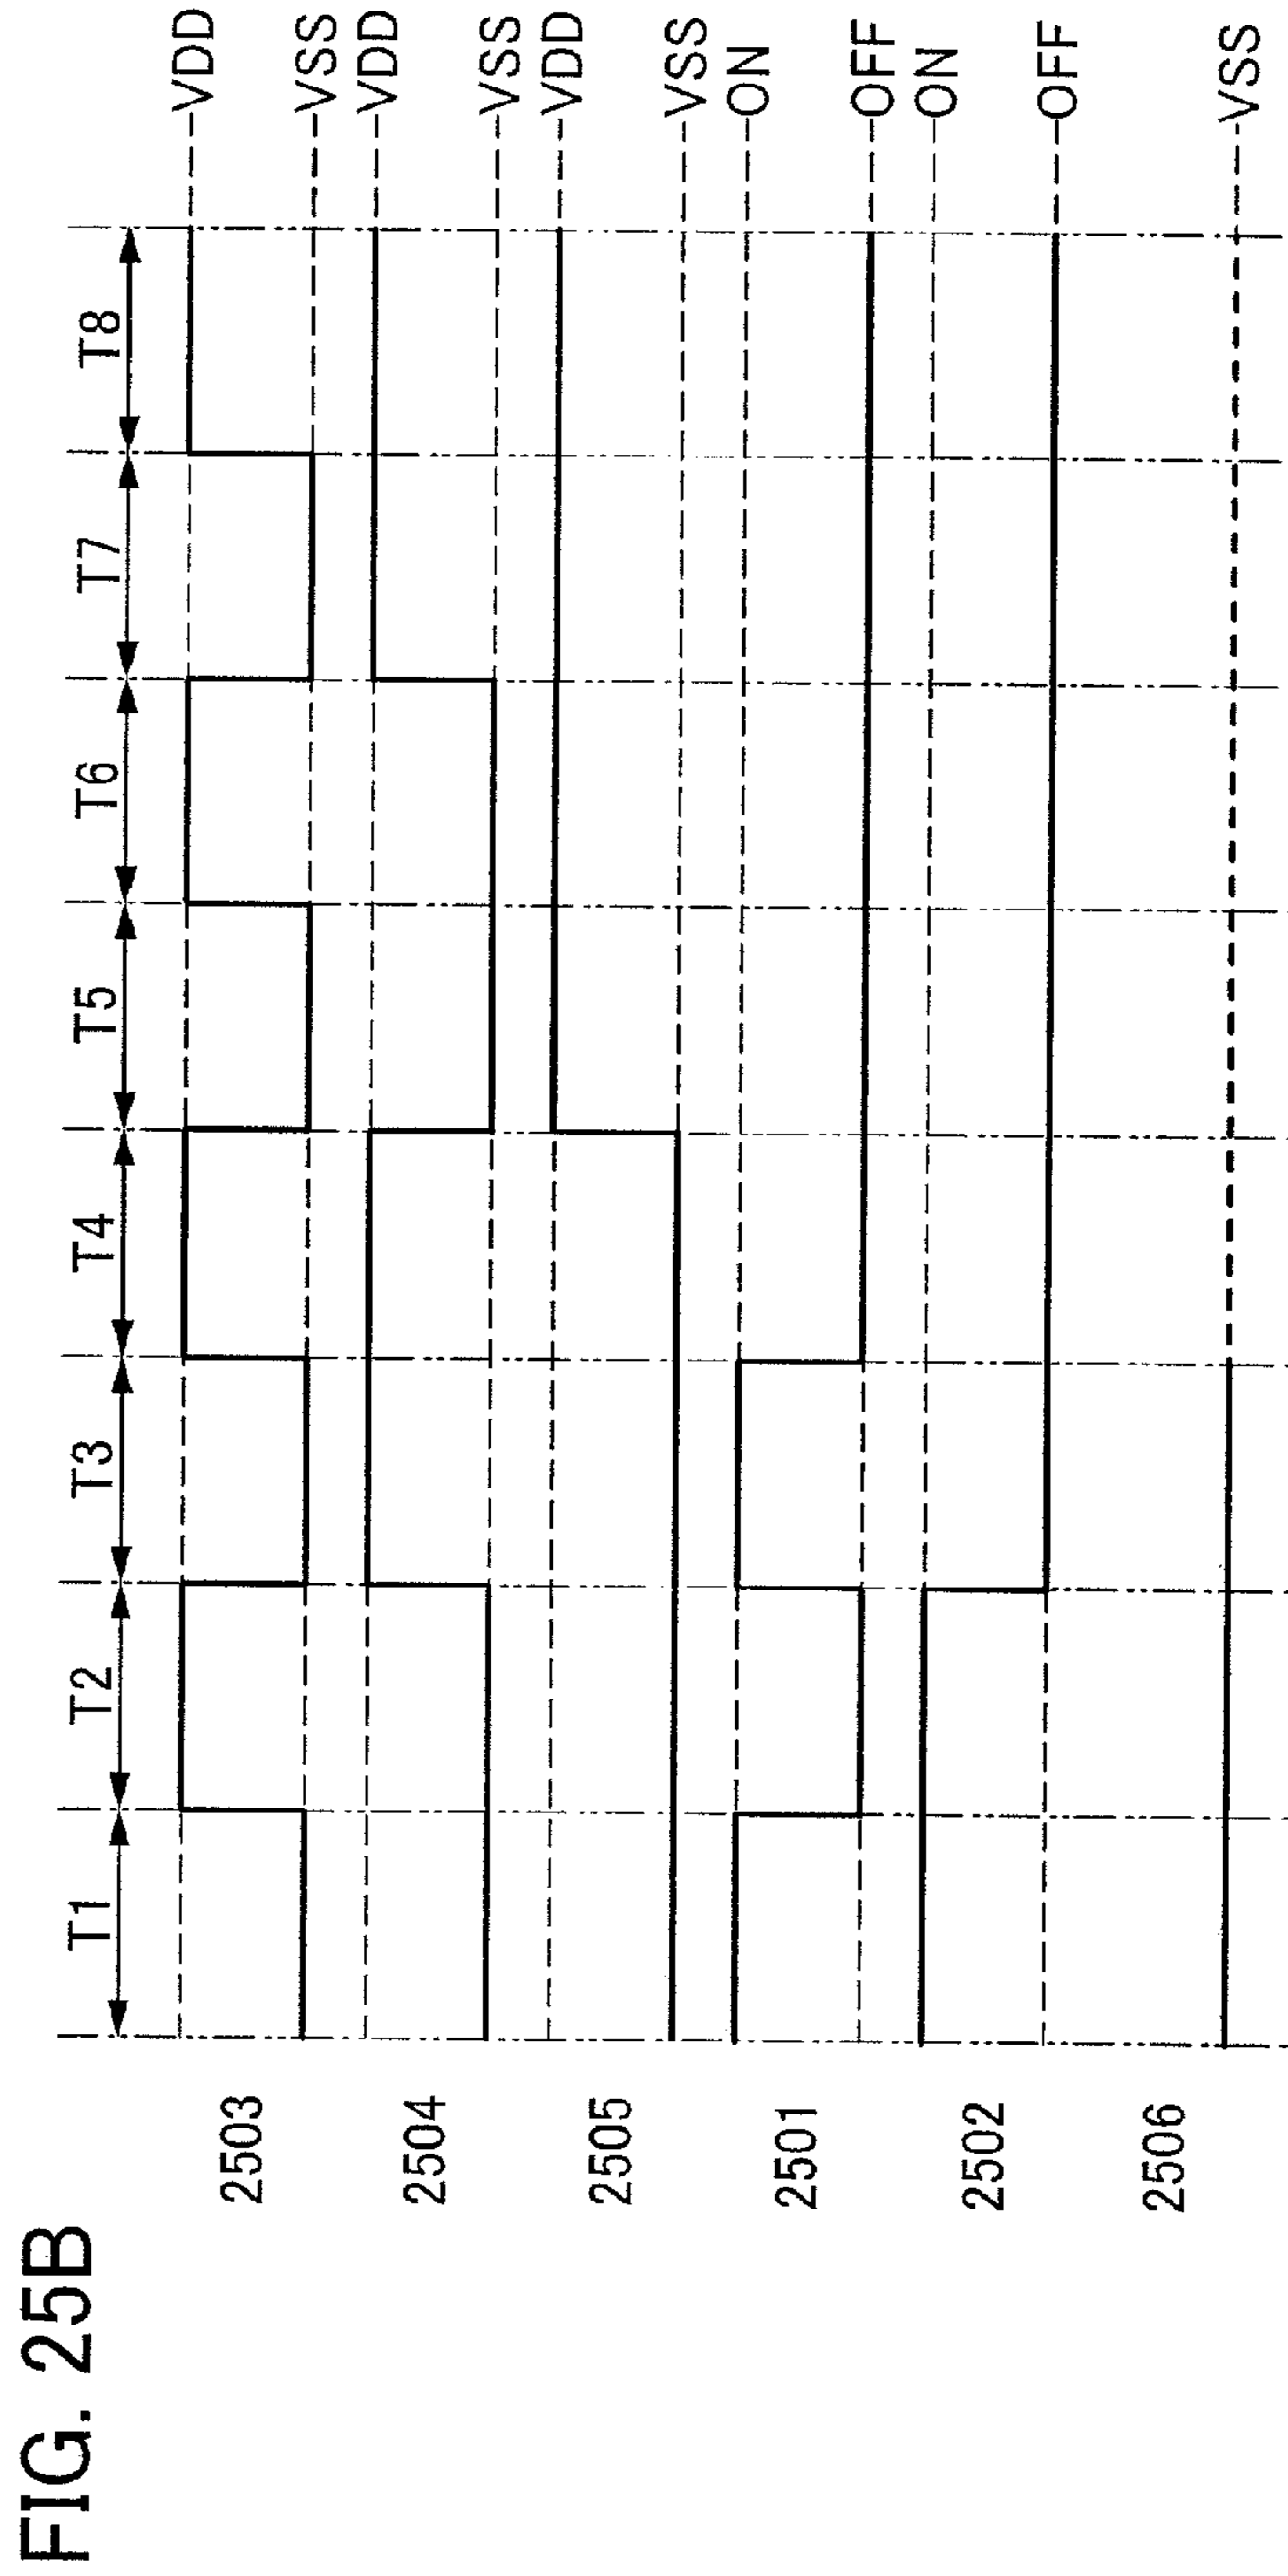 FIG. 25B
T1 T2 T3 T4 T5 T6 T7 T8
2503 VDD
VSS
2504 VDD
VSS
2505 VDD
VSS
2501 ON
OFF
2502 ON
OFF
2506 VSS